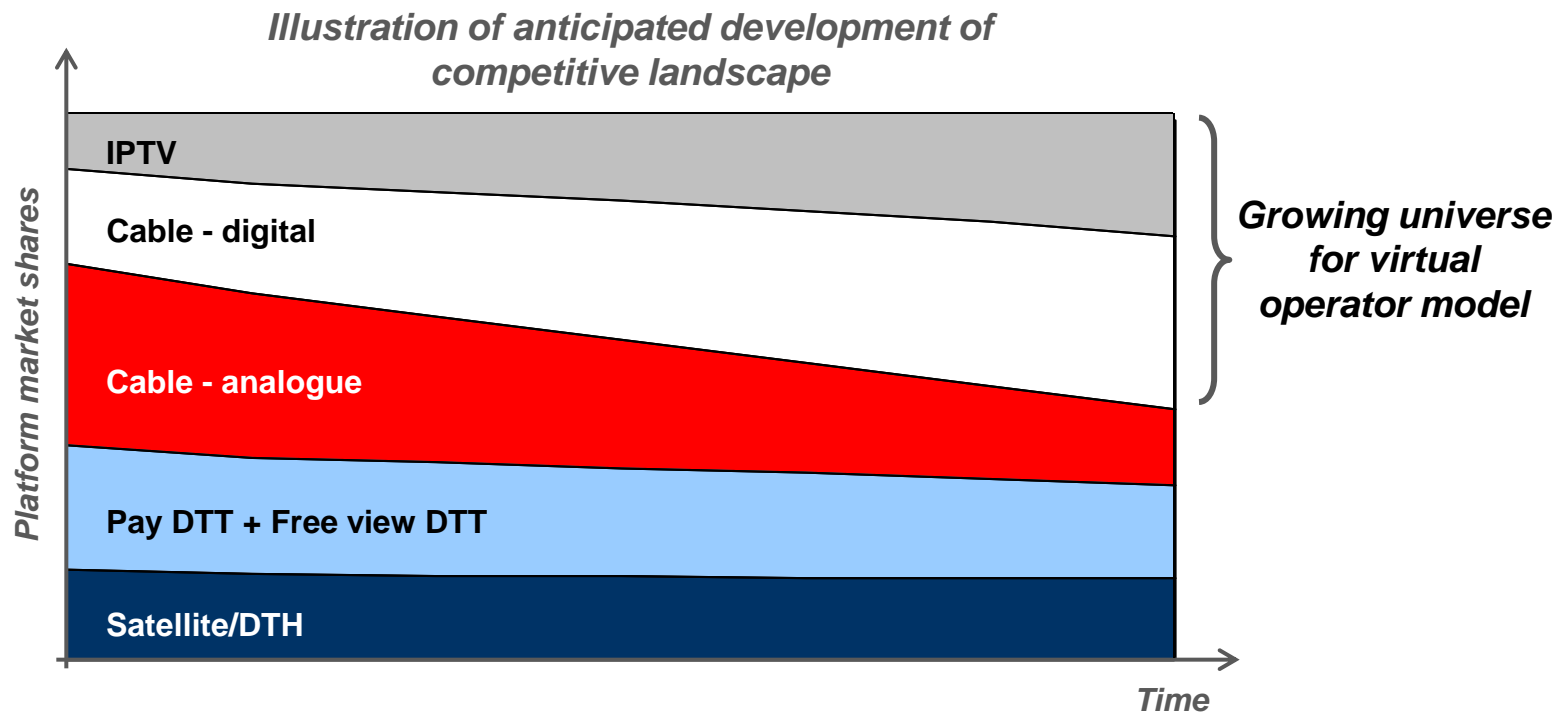 Illustration of anticipated development of
competitive landscape
Platform market shares
IPTV
Cable - digital
Cable - analogue
Pay DTT + Free view DTT
Satellite/DTH
Growing universe
for virtual
operator model
Time